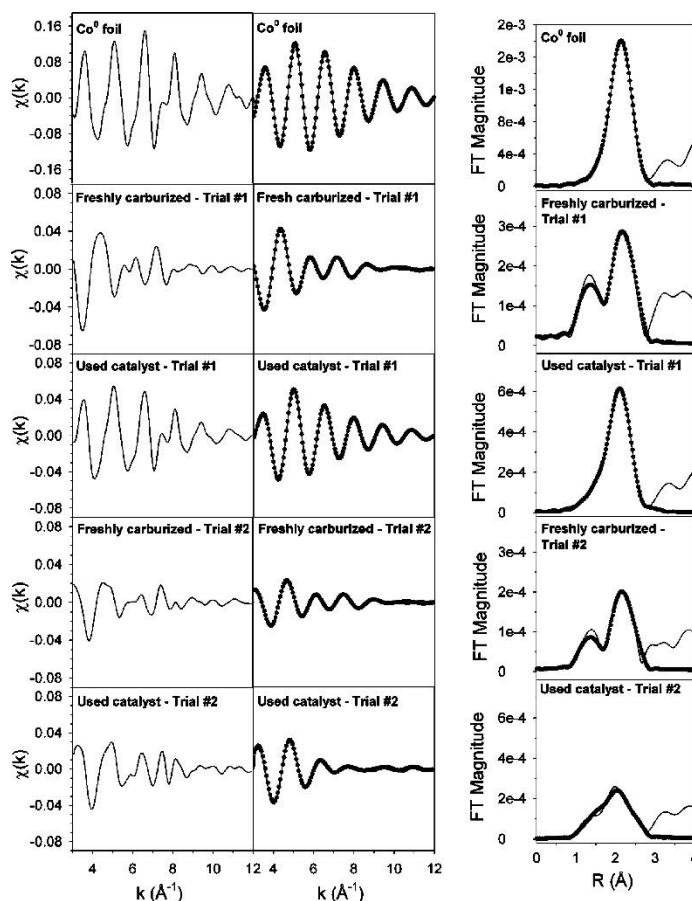 Co⁰ foil
Co⁰ foil
0.16
0.08
0.00
-0.08
-0.16
χ(k)
Freshly carburized - Trial #1
Fresh carburized - Trial #1
0.08
0.04
0.00
-0.04
-0.08
χ(k)
Used catalyst - Trial #1
Used catalyst - Trial #1
0.08
0.04
0.00
-0.04
-0.08
χ(k)
Freshly carburized - Trial #2
Freshly carburized - Trial #2
0.08
0.04
0.00
-0.04
-0.08
χ(k)
Used catalyst - Trial #2
Used catalyst - Trial #2
0.08
0.04
0.00
-0.04
-0.08
χ(k)
4 6 8 10 12 4 6 8 10 12
k (Å⁻¹)
k (Å⁻¹)
Co⁰ foil
2e-3
1e-3
8e-4
4e-4
0
FT Magnitude
Freshly carburized -
Trial #1
3e-4
2e-4
1e-4
0
FT Magnitude
Used catalyst - Trial #1
6e-4
4e-4
2e-4
0
FT Magnitude
Freshly carburized -
Trial #2
3e-4
2e-4
1e-4
0
FT Magnitude
Used catalyst - Trial #2
6e-4
4e-4
2e-4
0
FT Magnitude
0 1 2 3 4
R (Å)